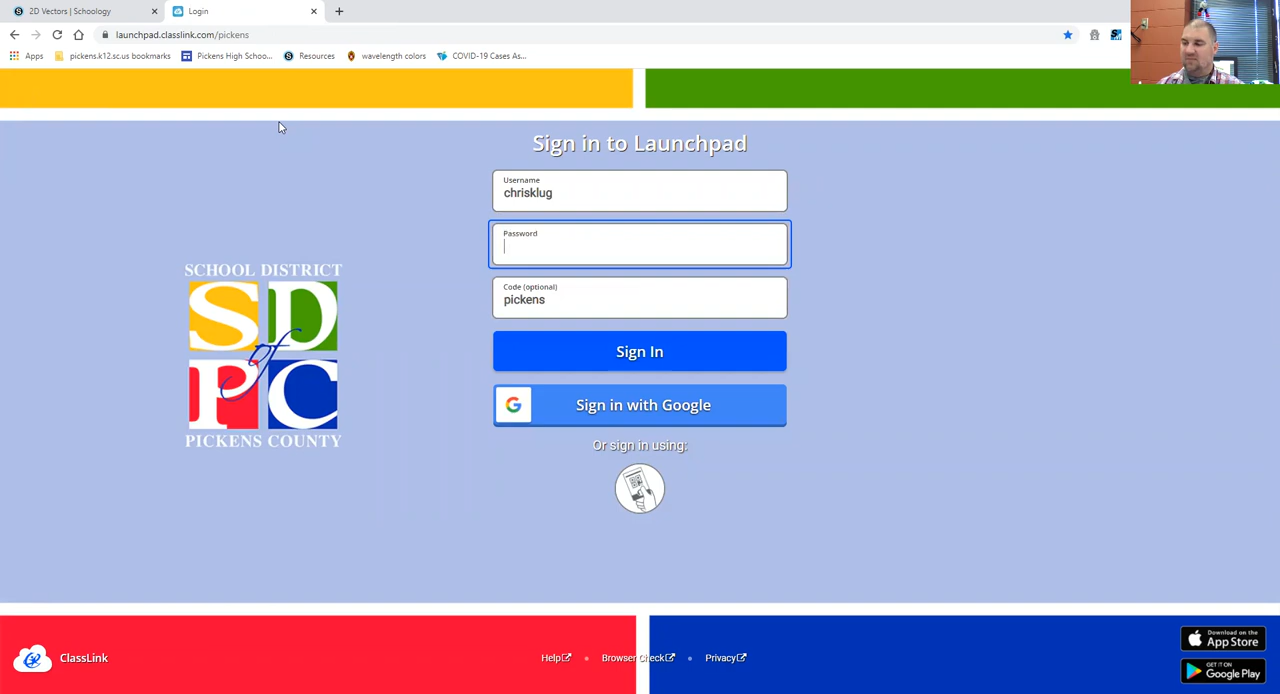 2D Vectors | Schoology
Login
launchpad.classlink.com/pickens
Apps
pickens.k12.sc.us bookmarks
Pickens High Schoo...
Resources
wavelength colors
COVID-19 Cases As...
Sign in to Launchpad
Username
chrisklug
Password
Code (optional)
pickens
Sign In
Sign in with Google
Or sign in using:
SCHOOL DISTRICT
SD
of
PC
PICKENS COUNTY
ClassLink
Help
Browser Check
Privacy
Download on the
App Store
GET IT ON
Google Play